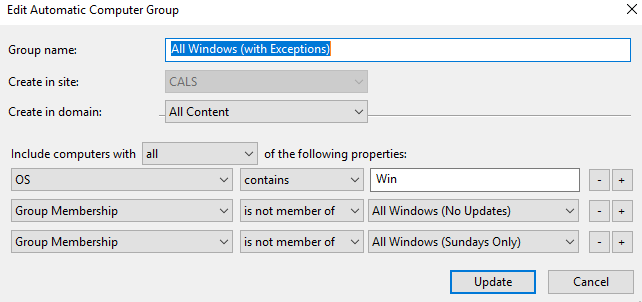 Edit Automatic Computer Group
Group name: All Windows (with Exceptions)
Create in site: CALS
Create in domain: All Content
Include computers with all of the following properties:
OS contains Win - +
Group Membership is not member of All Windows (No Updates) - +
Group Membership is not member of All Windows (Sundays Only) - +
Update Cancel